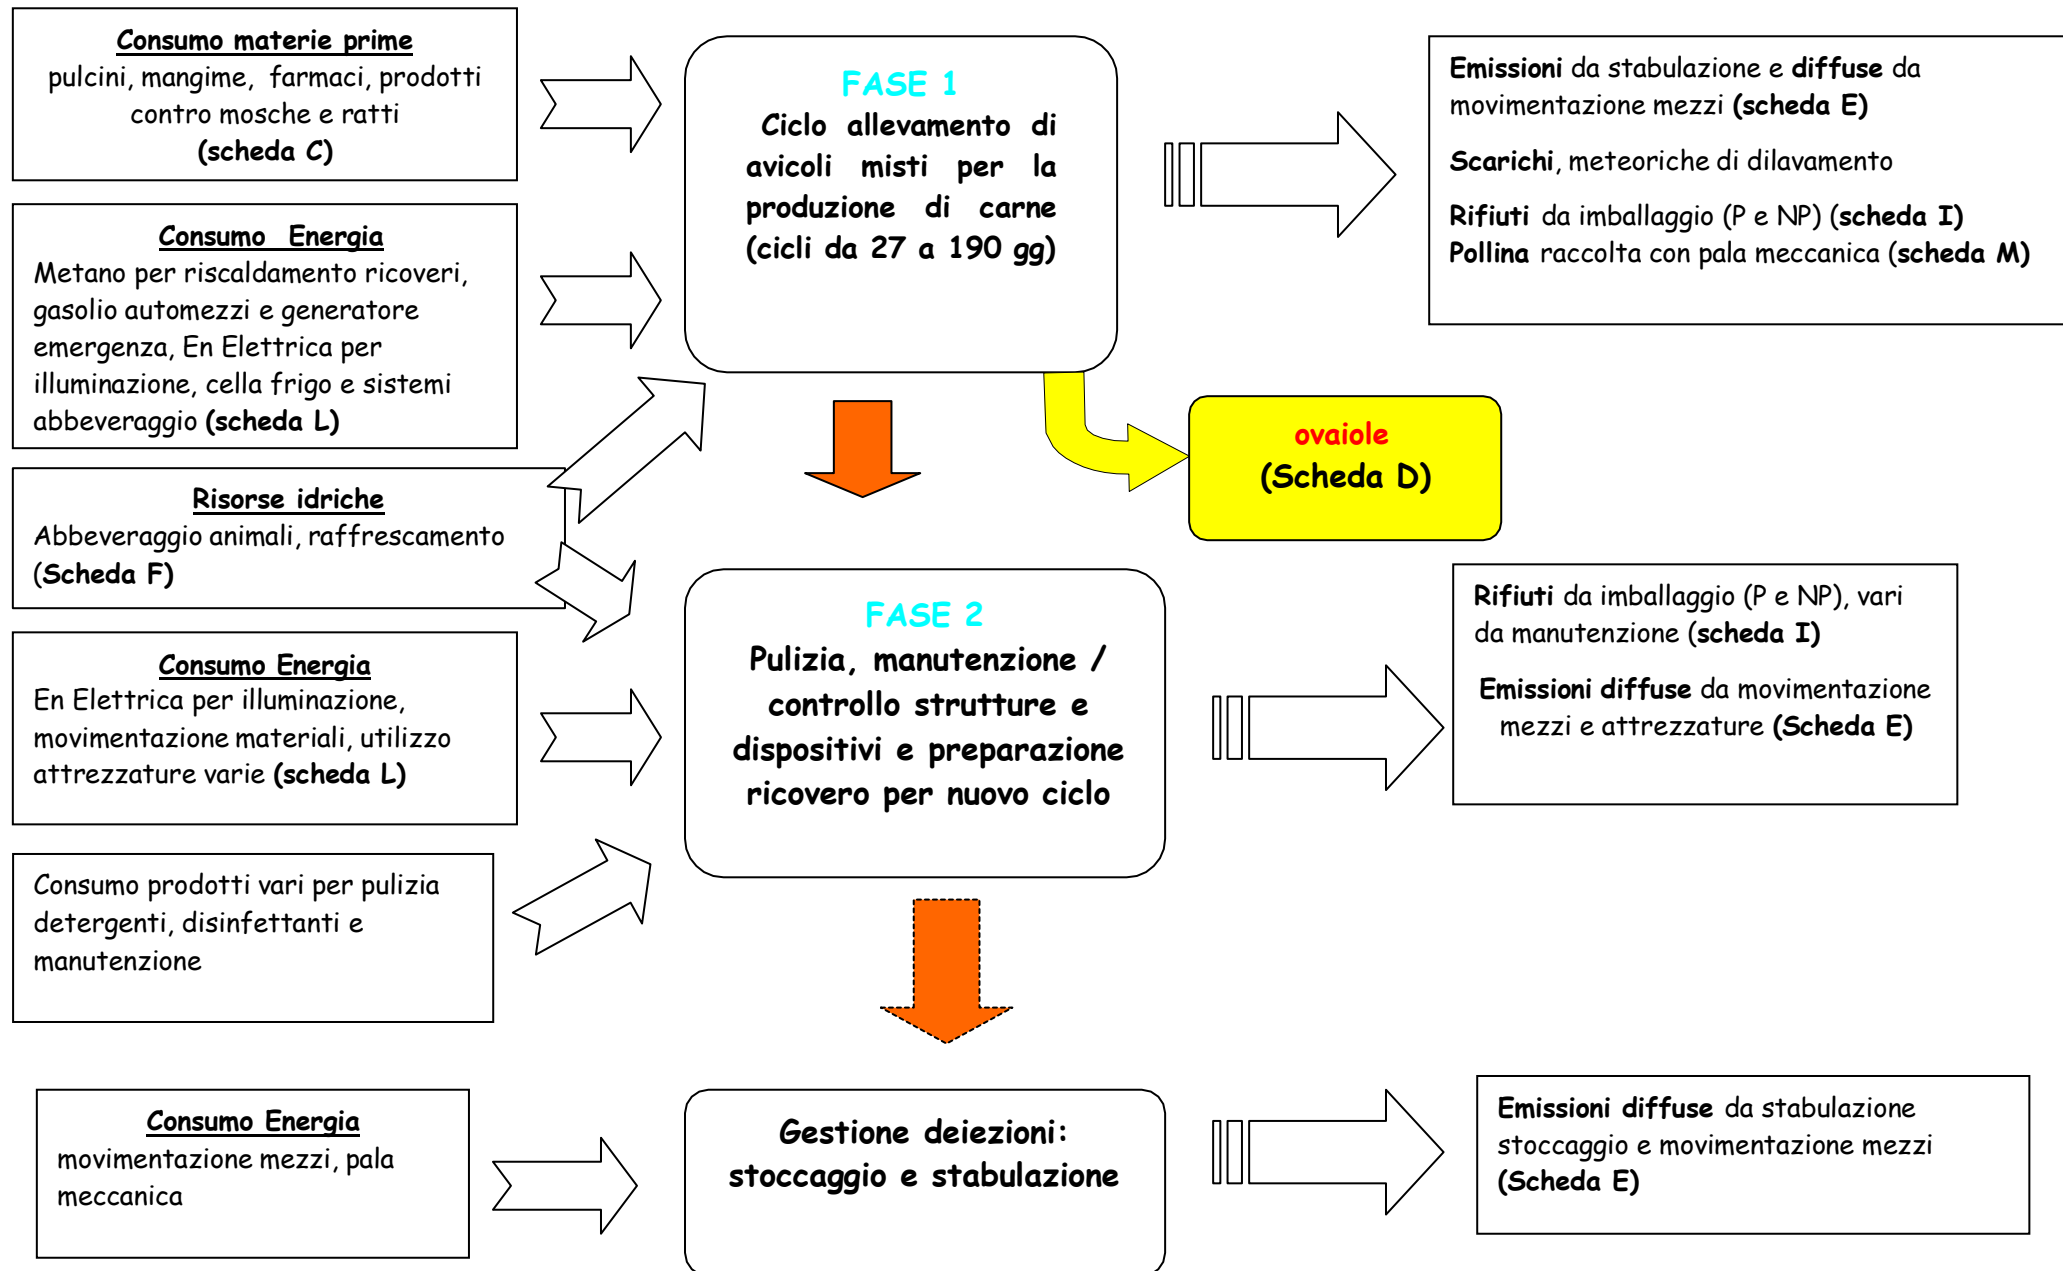 Consumo materie prime
pulcini, mangime, farmaci, prodotti
contro mosche e ratti
(scheda C)
FASE 1
Ciclo allevamento di
avicoli misti per la
produzione di carne
(cicli da 27 a 190 gg)
Emissioni da stabulazione e diffuse da
movimentazione mezzi (scheda E)
Scarichi, meteoriche di dilavamento
Rifiuti da imballaggio (P e NP) (scheda I)
Pollina raccolta con pala meccanica (scheda M)
Consumo Energia
Metano per riscaldamento ricoveri,
gasolio automezzi e generatore
emergenza, En Elettrica per
illuminazione, cella frigo e sistemi
abbeveraggio (scheda L)
ovaiole
(Scheda D)
Risorse idriche
Abbeveraggio animali, raffrescamento
(Scheda F)
FASE 2
Pulizia, manutenzione /
controllo strutture e
dispositivi e preparazione
ricovero per nuovo ciclo
Rifiuti da imballaggio (P e NP), vari
da manutenzione (scheda I)
Emissioni diffuse da movimentazione
mezzi e attrezzature (Scheda E)
Consumo Energia
En Elettrica per illuminazione,
movimentazione materiali, utilizzo
attrezzature varie (scheda L)
Consumo prodotti vari per pulizia
detergenti, disinfettanti e
manutenzione
Consumo Energia
movimentazione mezzi, pala
meccanica
Gestione deiezioni:
stoccaggio e stabulazione
Emissioni diffuse da stabulazione
stoccaggio e movimentazione mezzi
(Scheda E)